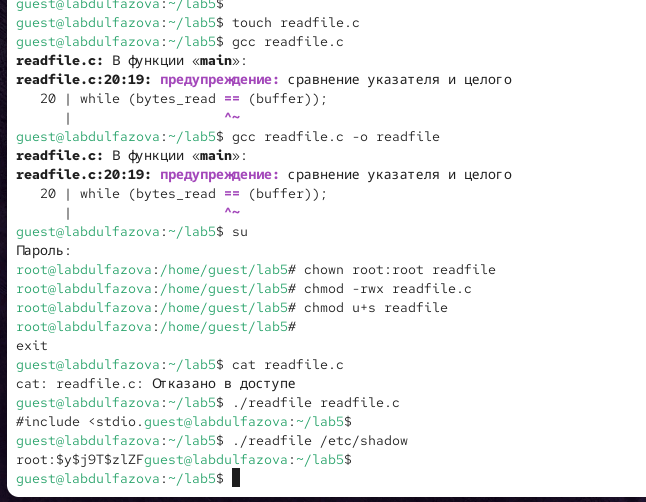 guest@labdulfazova:~/lab5$
guest@labdulfazova:~/lab5$ touch readfile.c
guest@labdulfazova:~/lab5$ gcc readfile.c
readfile.c: В функции «main»:
readfile.c:20:19: предупреждение: сравнение указателя и целого
   20 | while (bytes_read == (buffer));
      |                   ^~
guest@labdulfazova:~/lab5$ gcc readfile.c -o readfile
readfile.c: В функции «main»:
readfile.c:20:19: предупреждение: сравнение указателя и целого
   20 | while (bytes_read == (buffer));
      |                   ^~
guest@labdulfazova:~/lab5$ su
Пароль:
root@labdulfazova:/home/guest/lab5# chown root:root readfile
root@labdulfazova:/home/guest/lab5# chmod -rwx readfile.c
root@labdulfazova:/home/guest/lab5# chmod u+s readfile
root@labdulfazova:/home/guest/lab5#
exit
guest@labdulfazova:~/lab5$ cat readfile.c
cat: readfile.c: Отказано в доступе
guest@labdulfazova:~/lab5$ ./readfile readfile.c
#include <stdio.guest@labdulfazova:~/lab5$
guest@labdulfazova:~/lab5$ ./readfile /etc/shadow
root:$y$j9T$zlZFguest@labdulfazova:~/lab5$
guest@labdulfazova:~/lab5$